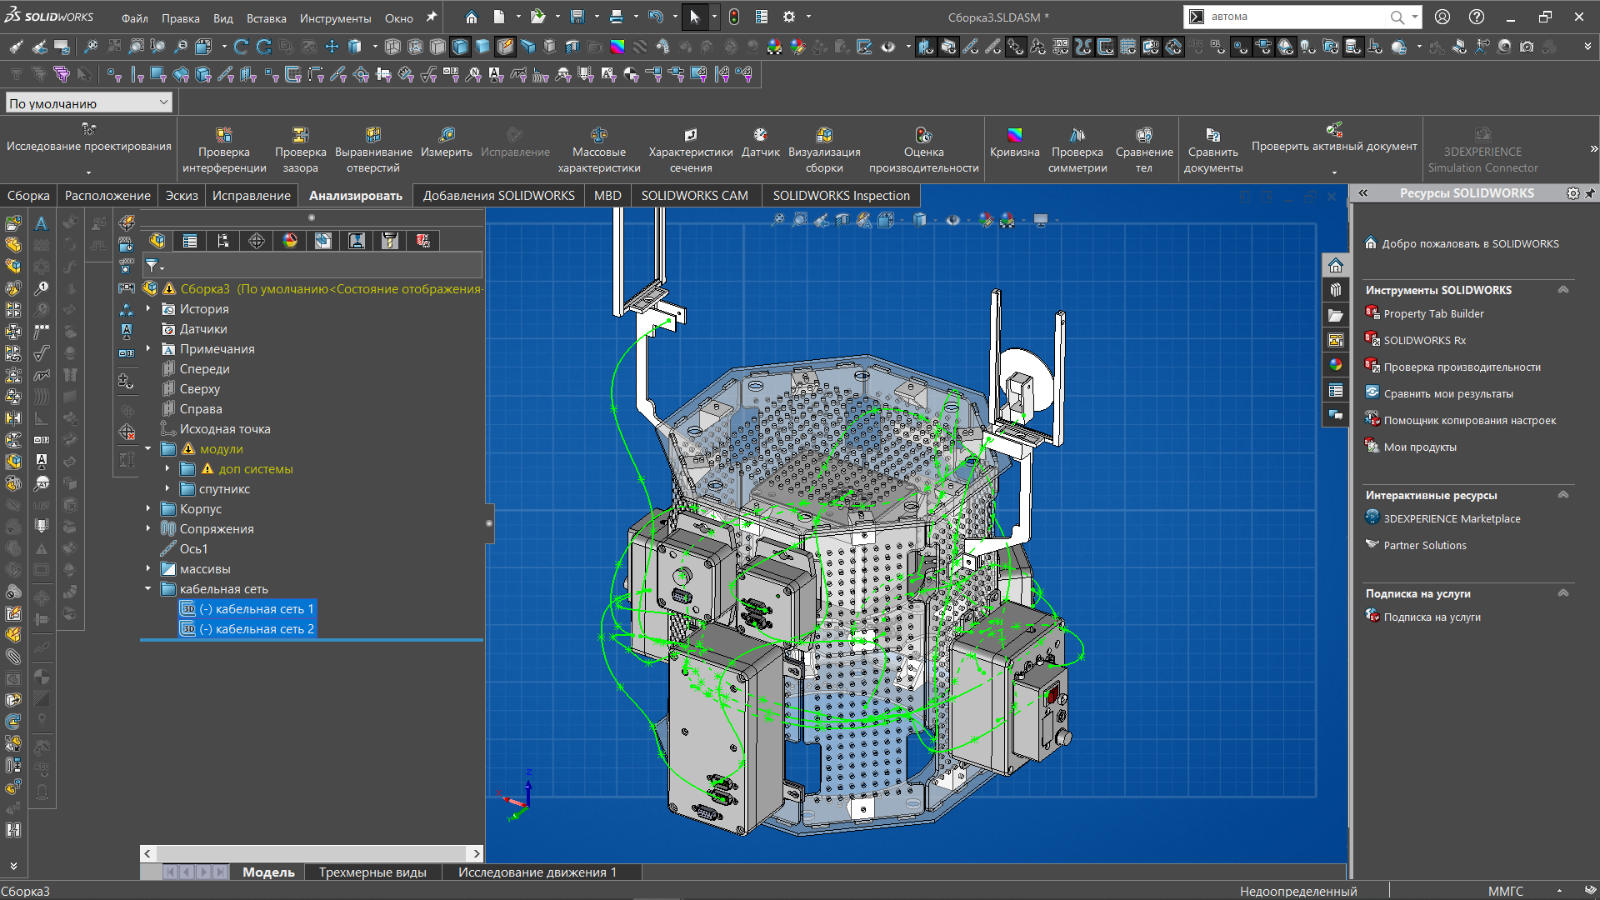 SOLIDWORKS
Файл
Правка
Вид
Вставка
Инструменты
Окно
Сборка3.SLDASM *
автома
По умолчанию
Исследование проектирования
Проверка интерференции
Проверка зазора
Выравнивание отверстий
Измерить
Исправление
Массовые характеристики
Характеристики сечения
Датчик
Визуализация сборки
Оценка производительности
Кривизна
Проверка симметрии
Сравнение тел
Сравнить документы
Проверить активный документ
3DEXPERIENCE Simulation Connector
Сборка
Расположение
Эскиз
Исправление
Анализировать
Добавления SOLIDWORKS
MBD
SOLIDWORKS CAM
SOLIDWORKS Inspection
Сборка3 (По умолчанию<Состояние отображения-
История
Датчики
Примечания
Спереди
Сверху
Справа
Исходная точка
модули
доп системы
спутникс
Корпус
Сопряжения
Ось1
массивы
кабельная сеть
(-) кабельная сеть 1
(-) кабельная сеть 2
Ресурсы SOLIDWORKS
Добро пожаловать в SOLIDWORKS
Инструменты SOLIDWORKS
Property Tab Builder
SOLIDWORKS Rx
Проверка производительности
Сравнить мои результаты
Помощник копирования настроек
Мои продукты
Интерактивные ресурсы
3DEXPERIENCE Marketplace
Partner Solutions
Подписка на услуги
Подписка на услуги
Модель
Трехмерные виды
Исследование движения 1
Сборка3
Недоопределенный
ММГС